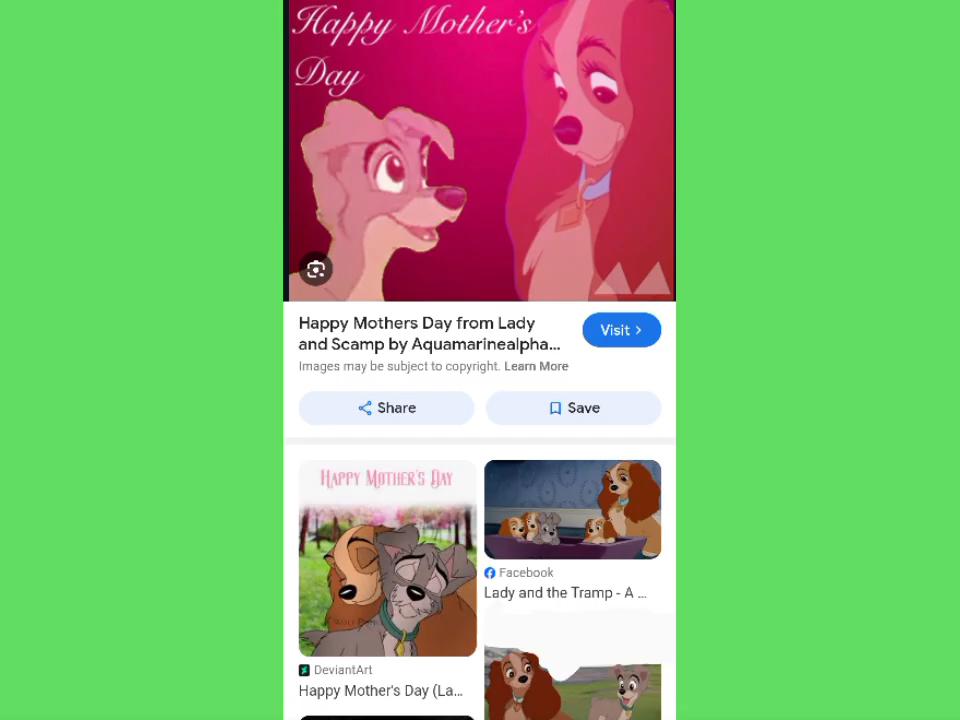 Happy Mother's
Day
Happy Mothers Day from Lady
and Scamp by Aquamarinealpha...
Visit
Images may be subject to copyright. Learn More
Share
Save
HAPPY MOTHER'S DAY
Facebook
Lady and the Tramp - A ...
DeviantArt
Happy Mother's Day (La...